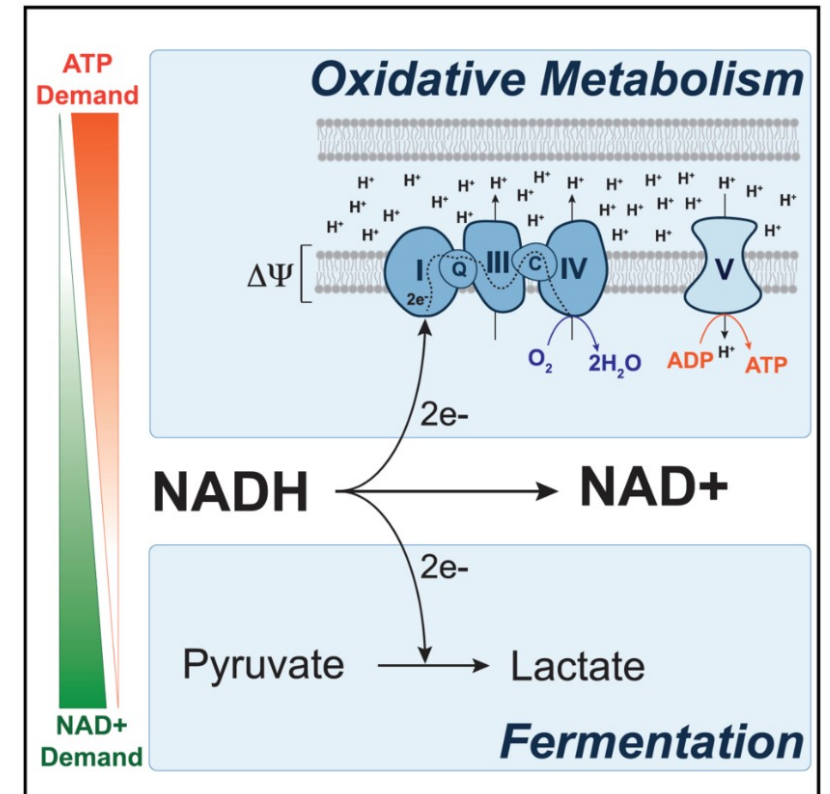 ATP
Demand
Oxidative Metabolism
H⁺ H⁺ H⁺ H⁺ H⁺ H⁺ H⁺ H⁺ H⁺ H⁺
H⁺ H⁺ H⁺
H⁺ H⁺ H⁺ H⁺ H⁺ H⁺ H⁺ H⁺
H⁺ H⁺ H⁺ H⁺ H⁺
ΔΨ
I Q III C IV V
2e-
O₂ 2H₂O ADP H⁺ ATP
2e-
NADH NAD+
2e-
Pyruvate Lactate
NAD+
Demand
Fermentation